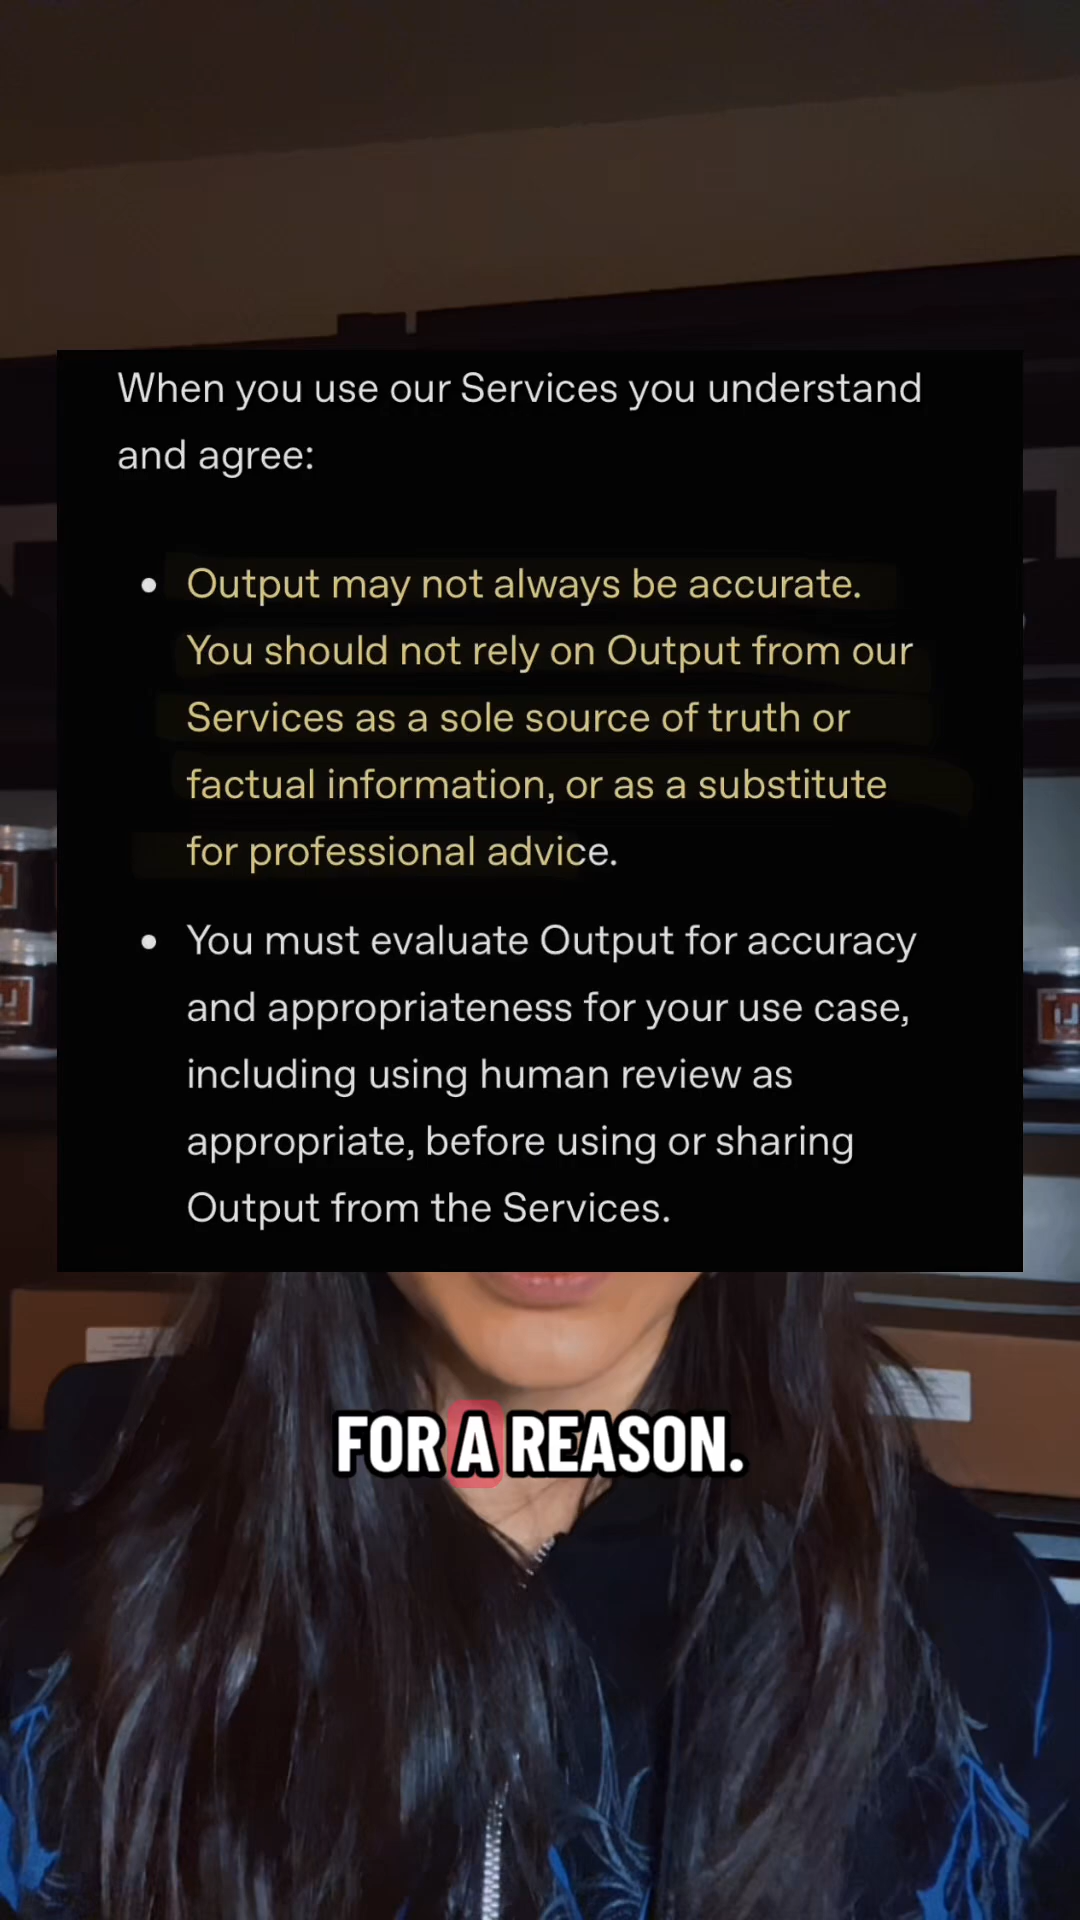 When you use our Services you understand
and agree:
• Output may not always be accurate.
You should not rely on Output from our
Services as a sole source of truth or
factual information, or as a substitute
for professional advice.
• You must evaluate Output for accuracy
and appropriateness for your use case,
including using human review as
appropriate, before using or sharing
Output from the Services.
FOR A REASON.